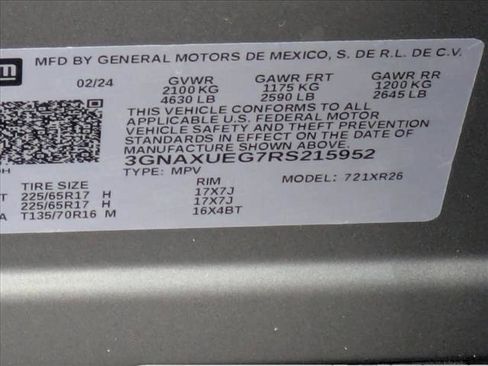 gm
MFD BY GENERAL MOTORS DE MEXICO, S. DE R.L. DE C.V.
02/24 GVWR GAWR FRT GAWR RR
2100 KG 1175 KG 1200 KG
4630 LB 2590 LB 2645 LB
THIS VEHICLE CONFORMS TO ALL
APPLICABLE U.S. FEDERAL MOTOR
VEHICLE SAFETY STANDARDS IN
EFFECT ON THE DATE OF
MANUFACTURE SHOWN ABOVE.
3GNAXUEG7RS215952
TYPE: MPV MODEL: 721XR26
TIRE SIZE RIM
T 225/65R17 H 17X7J
T 225/65R17 H 17X7J
A T135/70R16 M 16X4BT